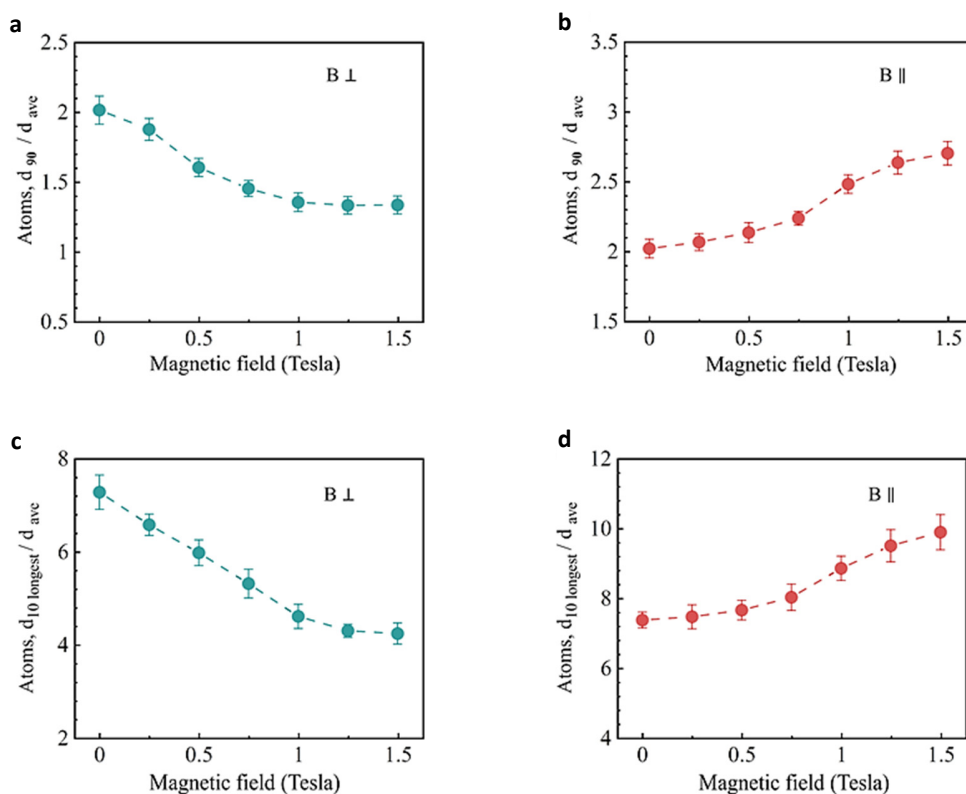 a
2.5
B ⊥
2
1.5
1
0.5
Atoms, d 90 / d ave
0 0.5 1 1.5
Magnetic field (Tesla)
b
3.5
B ∥
3
2.5
2
1.5
Atoms, d 90 / d ave
0 0.5 1 1.5
Magnetic field (Tesla)
c
8
B ⊥
6
4
2
Atoms, d10 longest / d ave
0 0.5 1 1.5
Magnetic field (Tesla)
d
12
B ∥
10
8
6
4
Atoms, d10 longest / d ave
0 0.5 1 1.5
Magnetic field (Tesla)